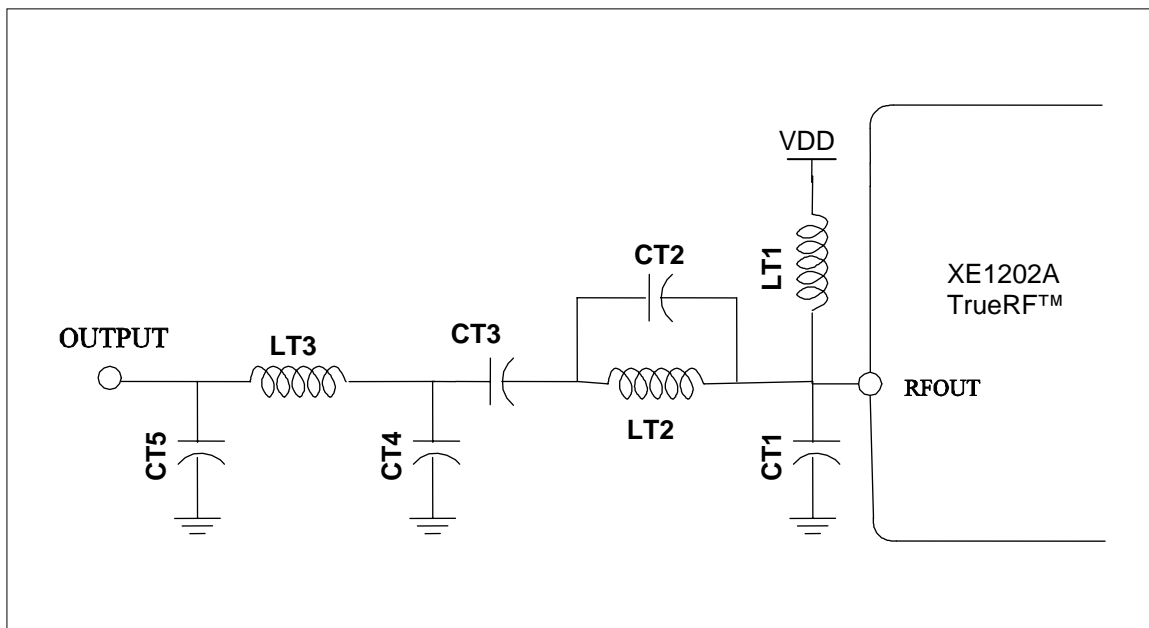 VDD
LT1
CT2
XE1202A
TrueRF™
OUTPUT
LT3
CT3
RFOUT
LT2
CT5
CT4
CT1